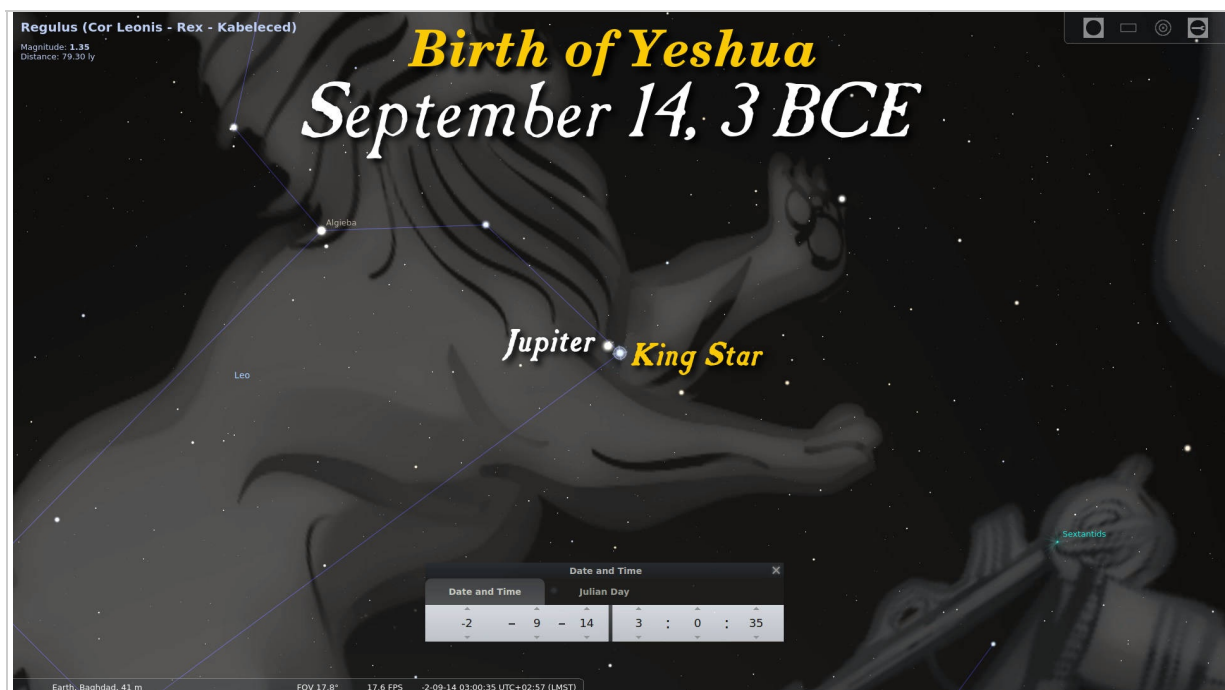 Regulus (Cor Leonis - Rex - Kabeleced)
Magnitude: 1.35
Distance: 79.30 ly
Birth of Yeshua
September 14, 3 BCE
Algieba
Jupiter
King Star
Leo
Sextantids
Date and Time
Date and Time Julian Day
-2 - 9 - 14 3 : 0 : 35
Earth, Baghdad, 41 m FOV 17.8° 17.6 FPS -2-09-14 03:00:35 UTC+02:57 (LMST)